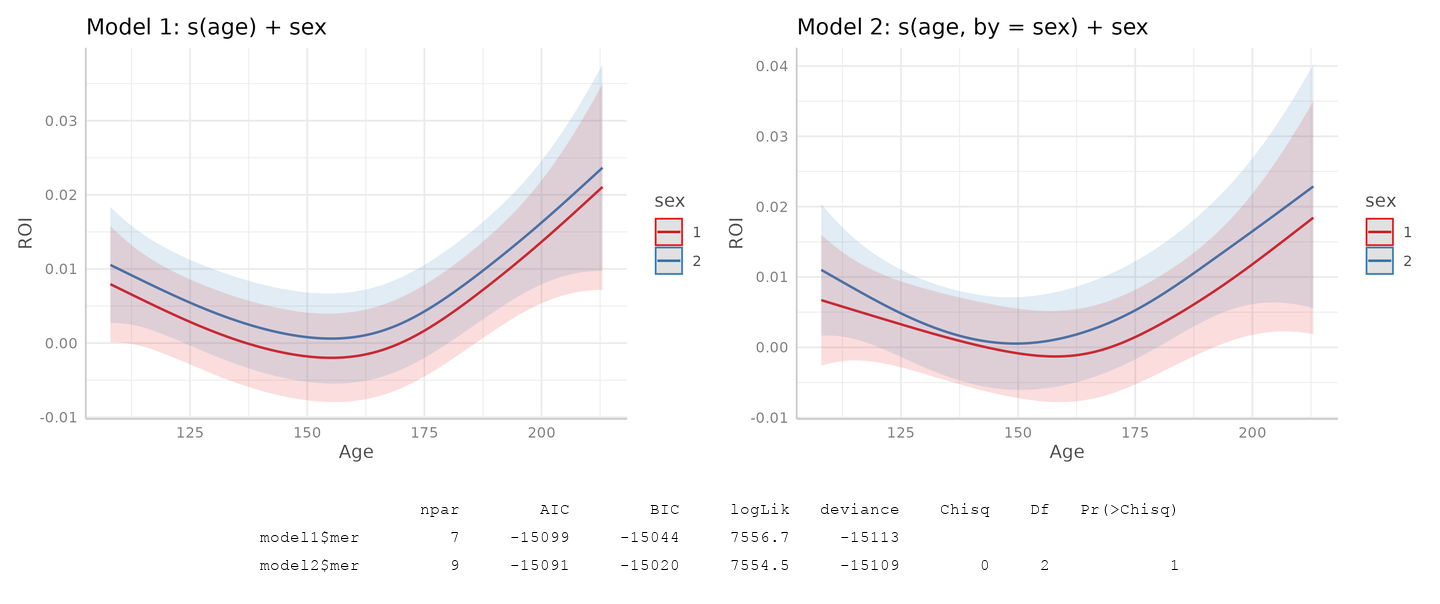 Model 1: s(age) + sex
0.03
0.02
0.01
0.00
-0.01
ROI
125 150 175 200
Age
sex
1
2
Model 2: s(age, by = sex) + sex
0.04
0.03
0.02
0.01
0.00
-0.01
ROI
125 150 175 200
Age
sex
1
2
npar AIC BIC logLik deviance Chisq Df Pr(>Chisq)
model1$mer 7 -15099 -15044 7556.7 -15113
model2$mer 9 -15091 -15020 7554.5 -15109 0 2 1